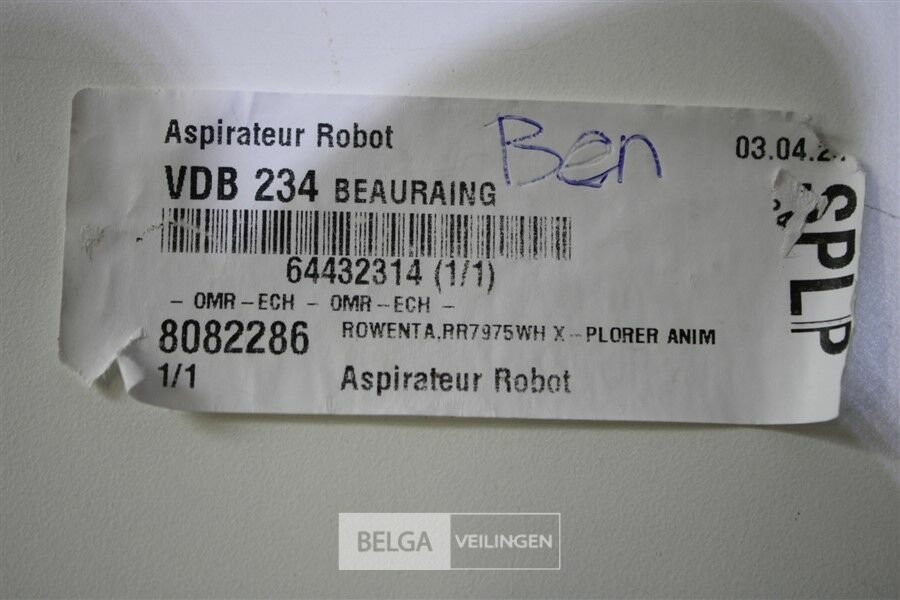 Aspirateur Robot
Ben
03.04.2
VDB 234 BEAURAING
64432314 (1/1)
- OMR-ECH - OMR-ECH -
8082286 ROWENTA,RR7975WH X-PLORER ANIM
1/1 Aspirateur Robot
SPLP
BELGA VEILINGEN